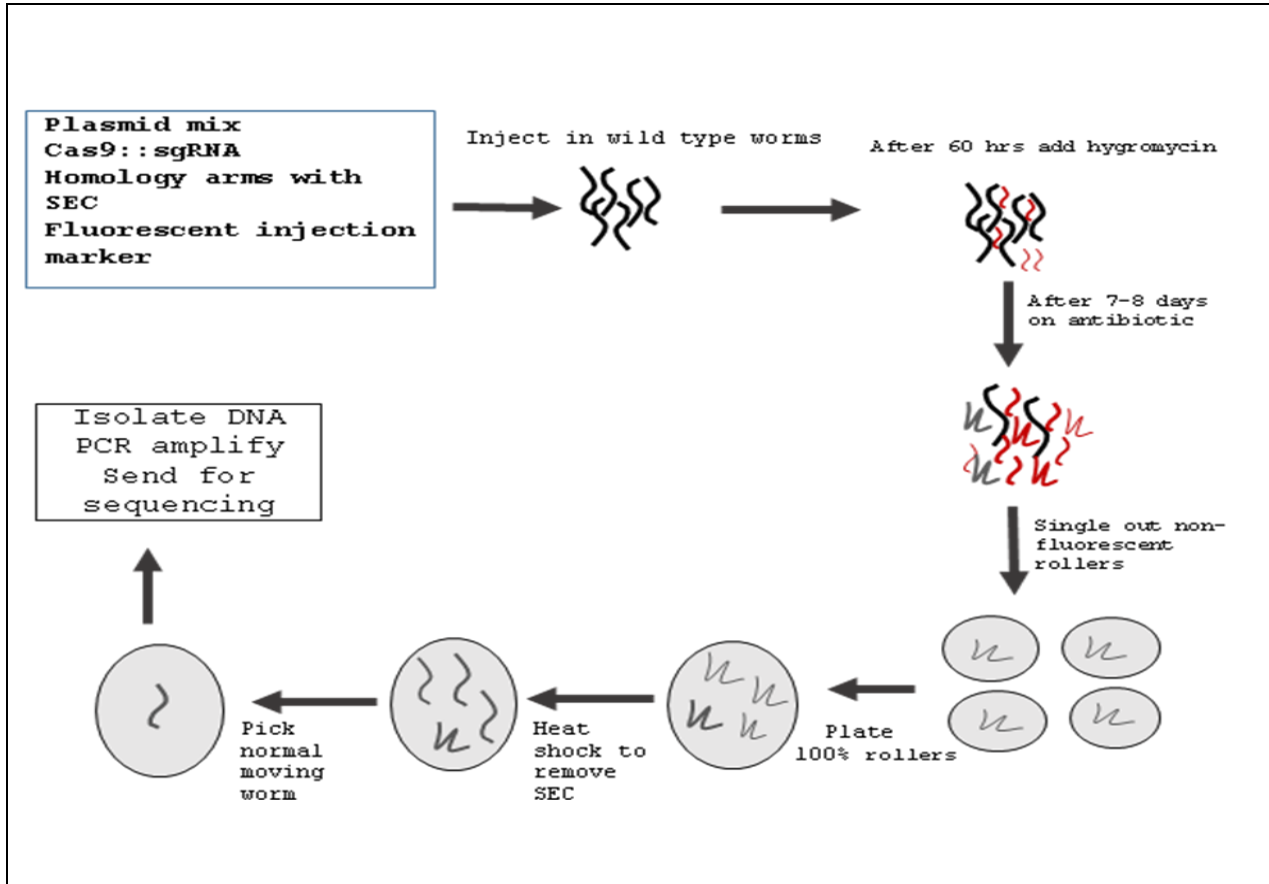 Plasmid mix
Cas9::sgRNA
Homology arms with
SEC
Fluorescent injection
marker
Inject in wild type worms
After 60 hrs add hygromycin
After 7-8 days
on antibiotic
Single out non-
fluorescent
rollers
Plate
100% rollers
Heat
shock to
remove
SEC
Pick
normal
moving
worm
Isolate DNA
PCR amplify
Send for
sequencing